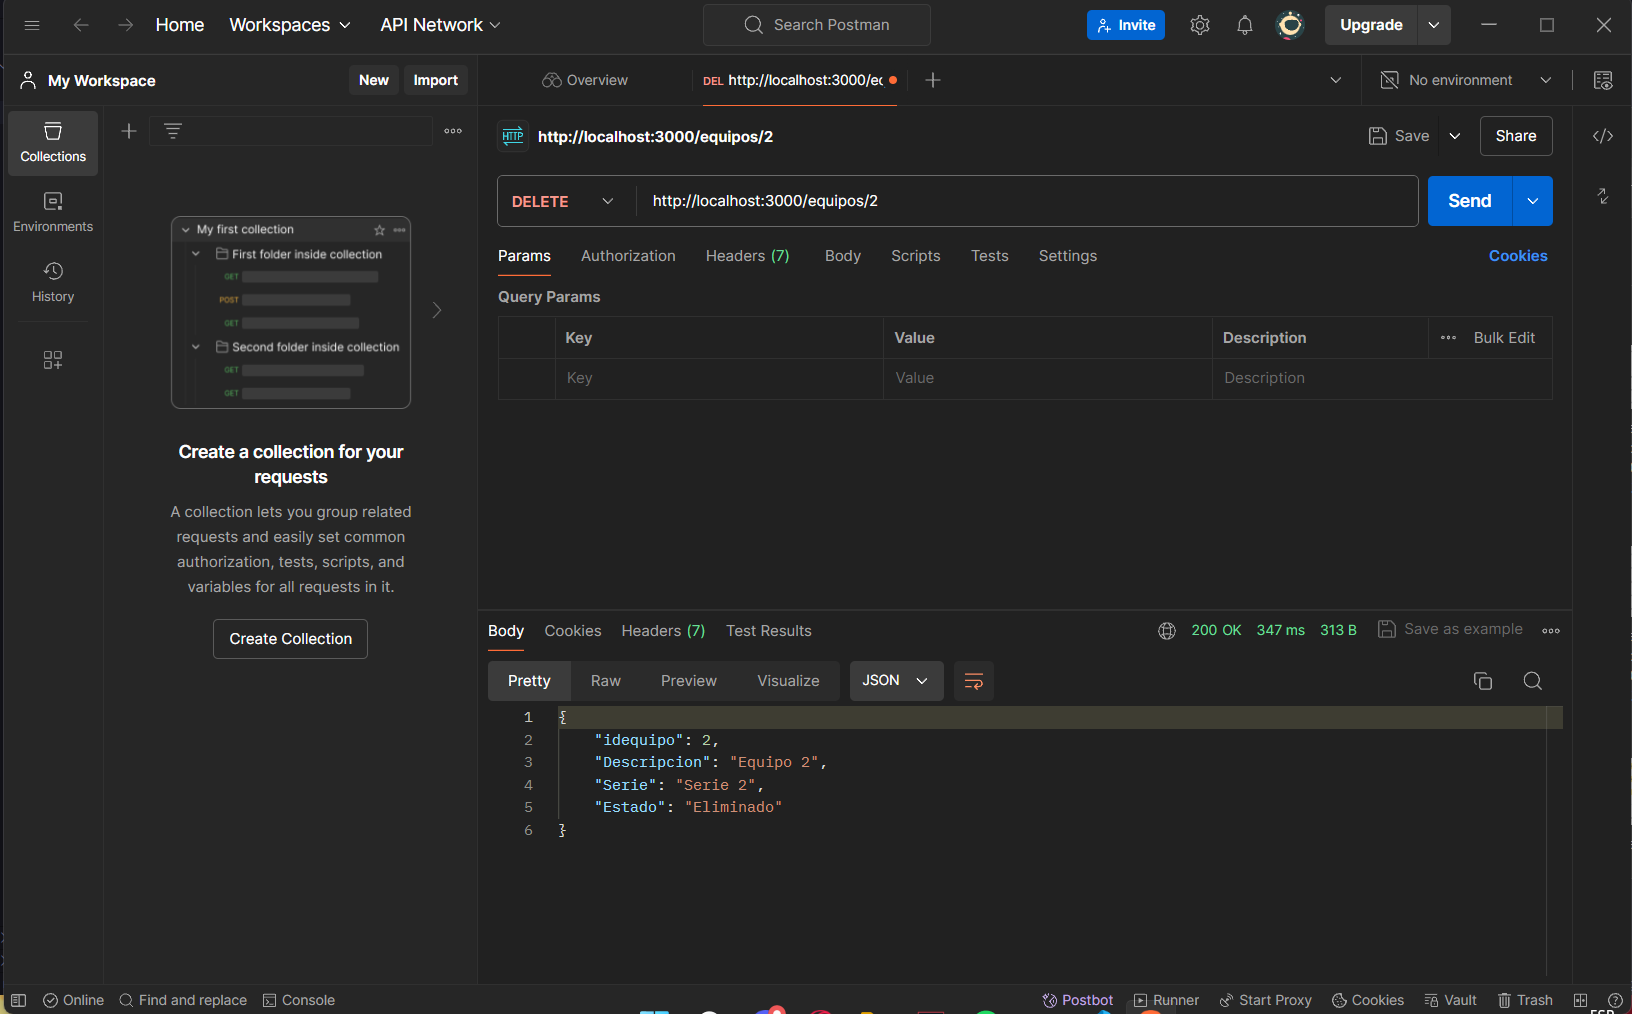 Home Workspaces API Network Search Postman Invite Upgrade
My Workspace New Import Overview DEL http://localhost:3000/ec No environment
Collections
Environments
History
My first collection
First folder inside collection
GET
POST
GET
Second folder inside collection
GET
GET
Create a collection for your
requests
A collection lets you group related
requests and easily set common
authorization, tests, scripts, and
variables for all requests in it.
Create Collection
HTTP http://localhost:3000/equipos/2 Save Share
DELETE http://localhost:3000/equipos/2 Send
Params Authorization Headers (7) Body Scripts Tests Settings Cookies
Query Params
Key Value Description Bulk Edit
Key Value Description
Body Cookies Headers (7) Test Results 200 OK 347 ms 313 B Save as example
Pretty Raw Preview Visualize JSON
1 {
2 "idequipo": 2,
3 "Descripcion": "Equipo 2",
4 "Serie": "Serie 2",
5 "Estado": "Eliminado"
6 }
Online Find and replace Console Postbot Runner Start Proxy Cookies Vault Trash